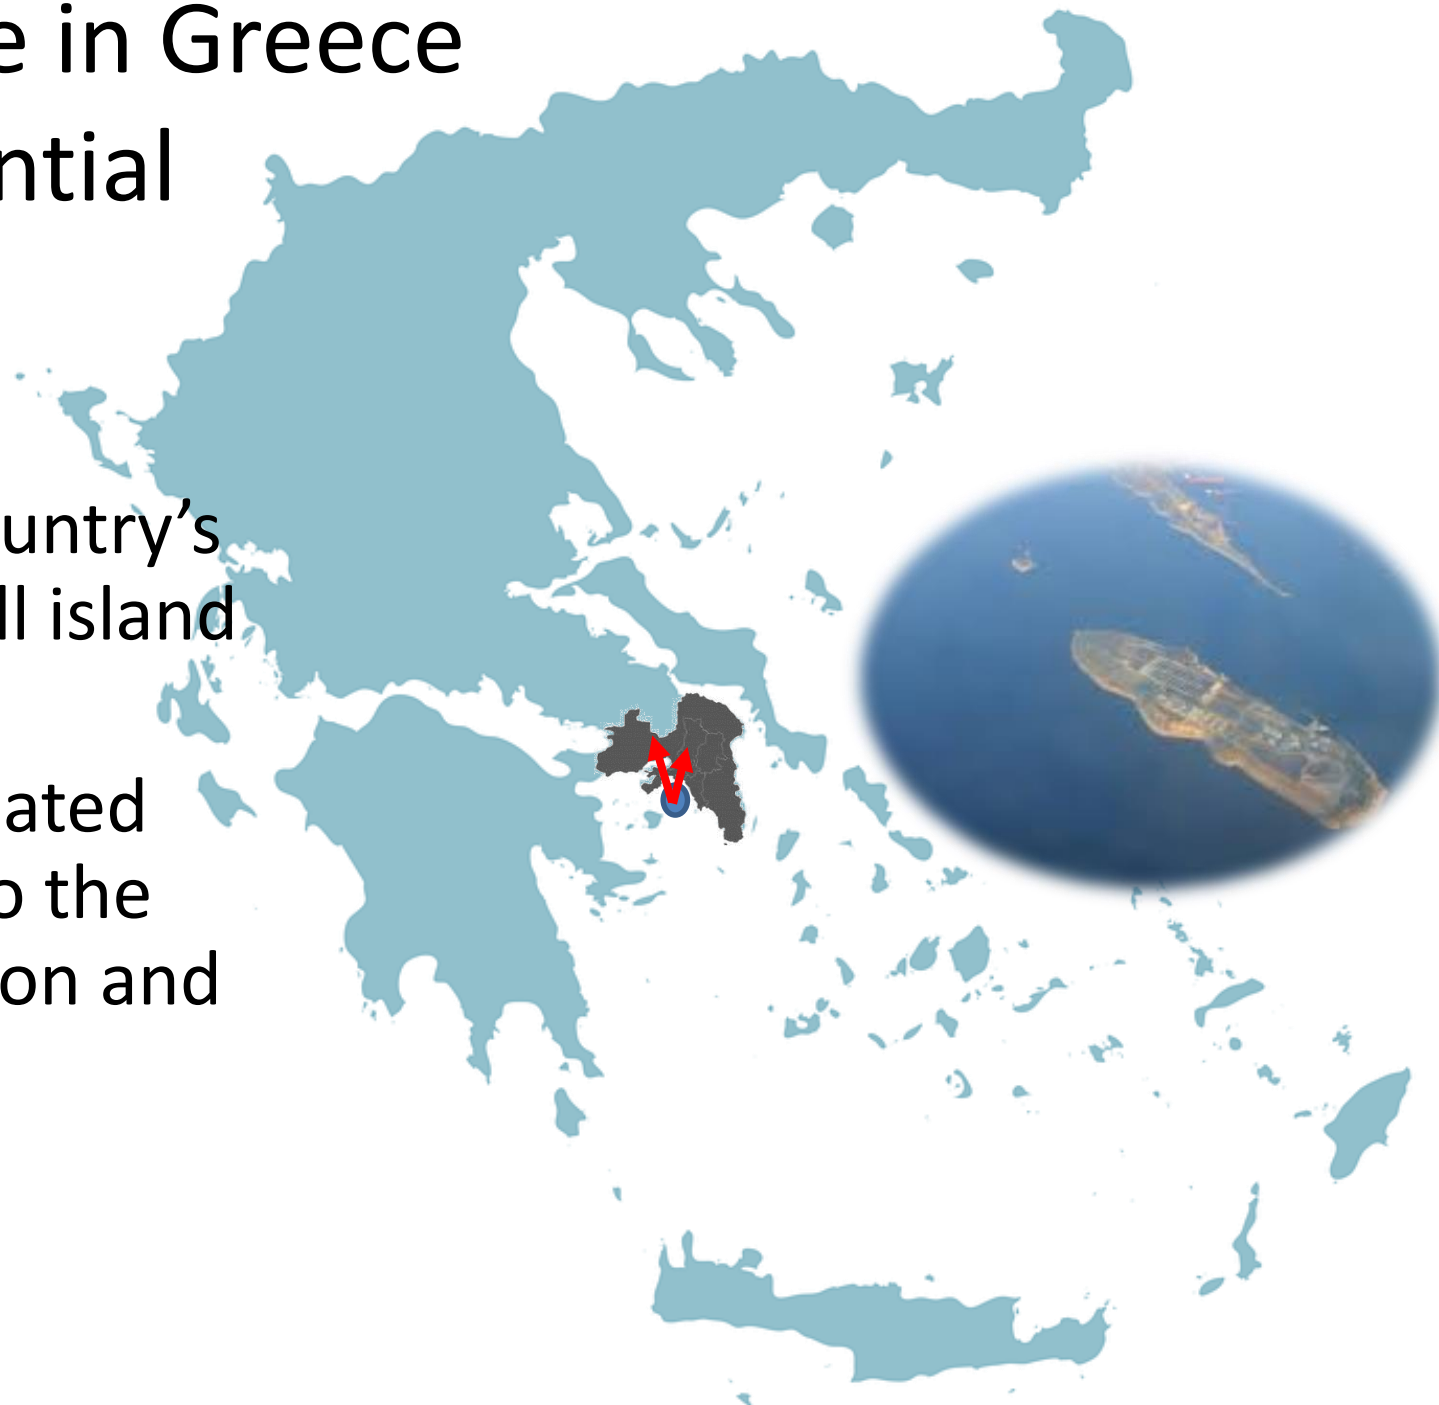 e in Greece
ntial
untry’s
ll island
ated
o the
on and